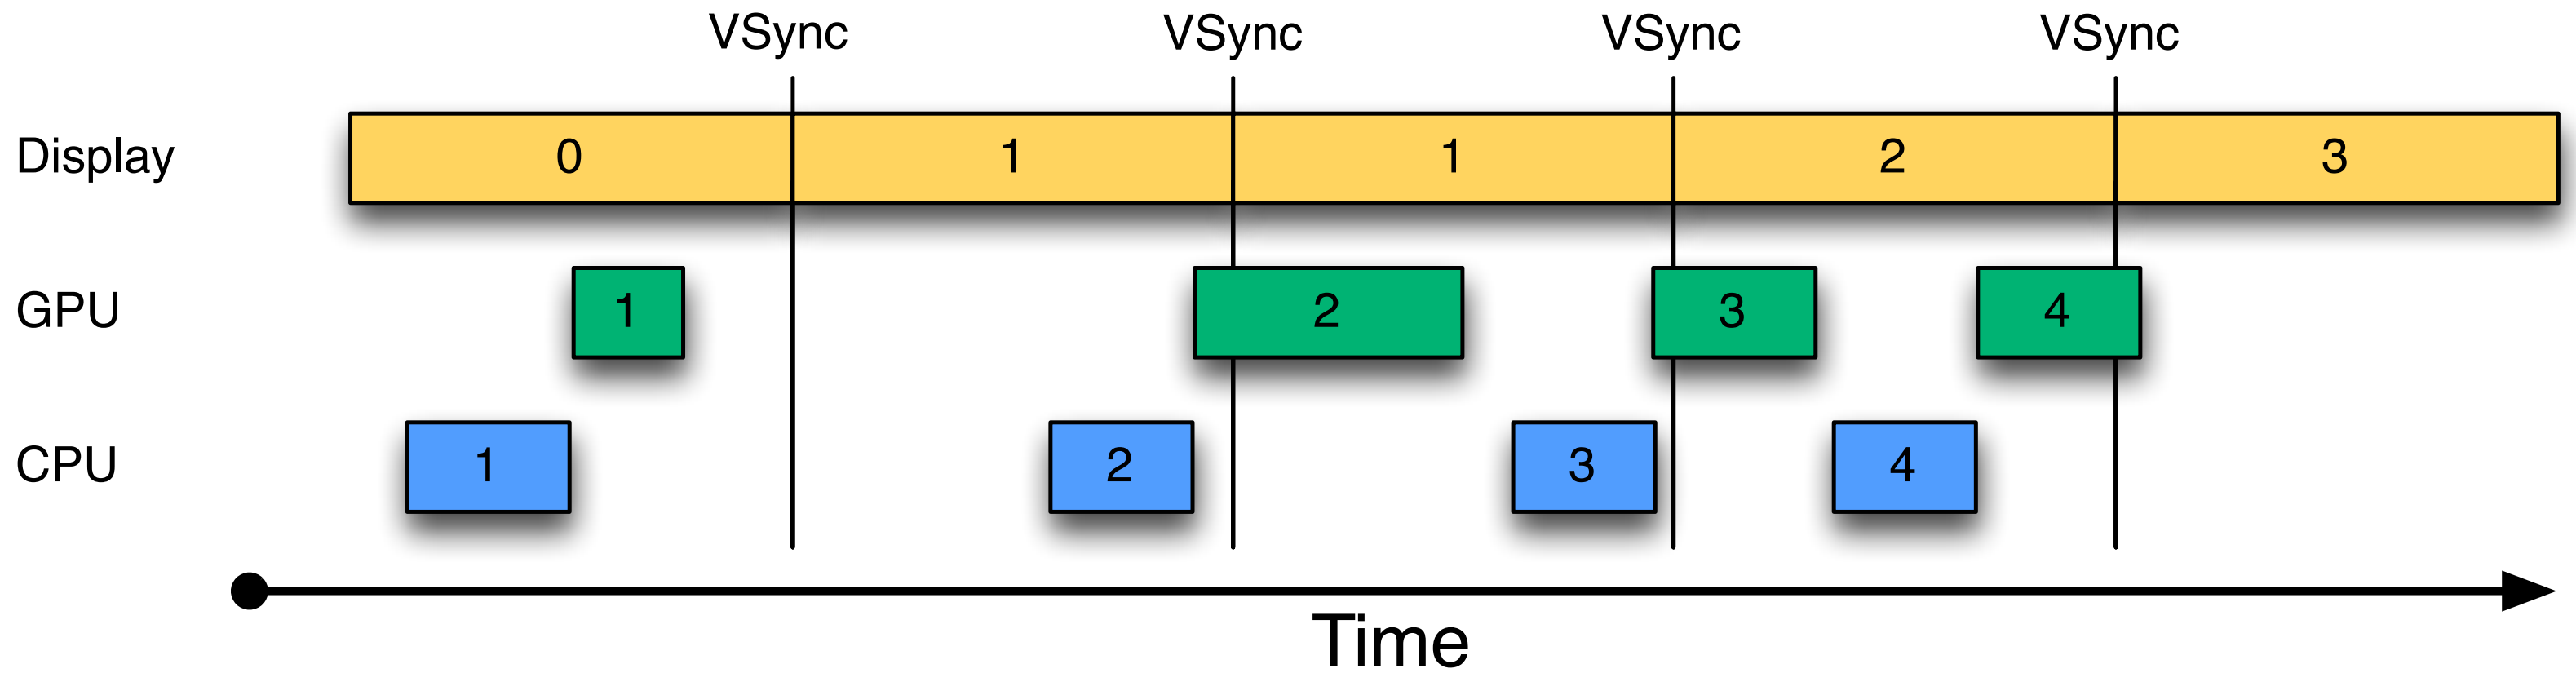 VSync VSync VSync VSync
Display 0 1 1 2 3
GPU 1 2 3 4
CPU 1 2 3 4
Time